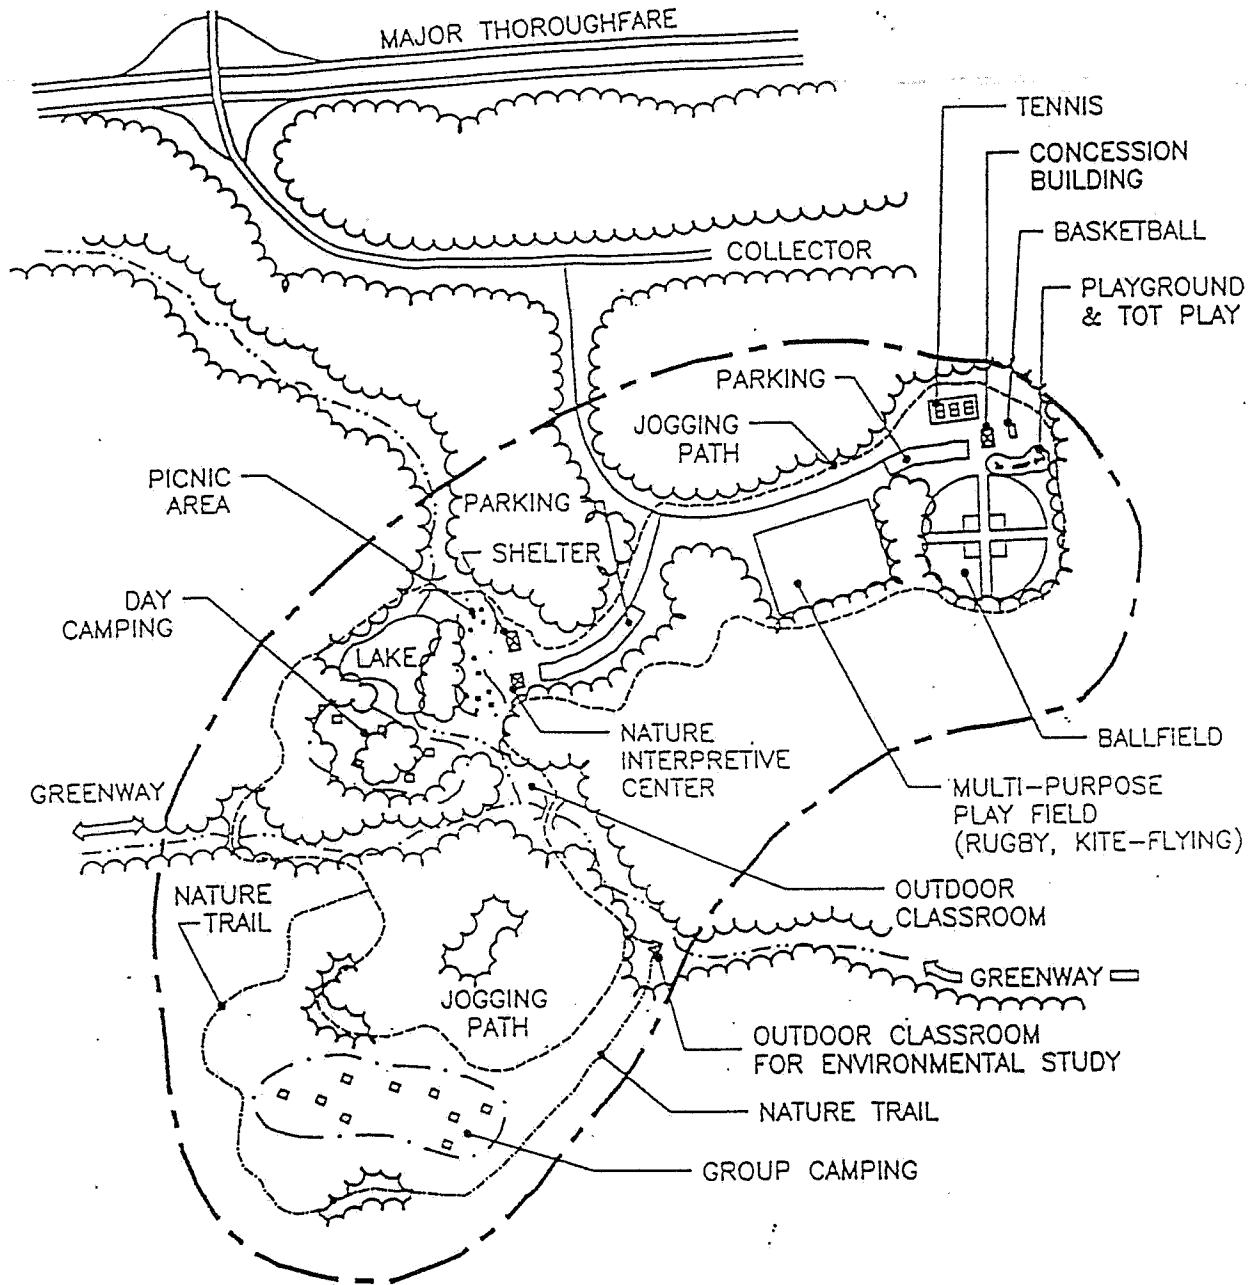 MAJOR THOROUGHFARE
TENNIS
CONCESSION
BUILDING
BASKETBALL
COLLECTOR
PLAYGROUND
& TOT PLAY
PARKING
JOGGING
PATH
PICNIC
AREA
PARKING
SHELTER
DAY
CAMPING
LAKE
NATURE
INTERPRETIVE
CENTER
BALLFIELD
GREENWAY
MULTI-PURPOSE
PLAY FIELD
(RUGBY, KITE-FLYING)
NATURE
TRAIL
OUTDOOR
CLASSROOM
JOGGING
PATH
GREENWAY
OUTDOOR CLASSROOM
FOR ENVIRONMENTAL STUDY
NATURE TRAIL
GROUP CAMPING